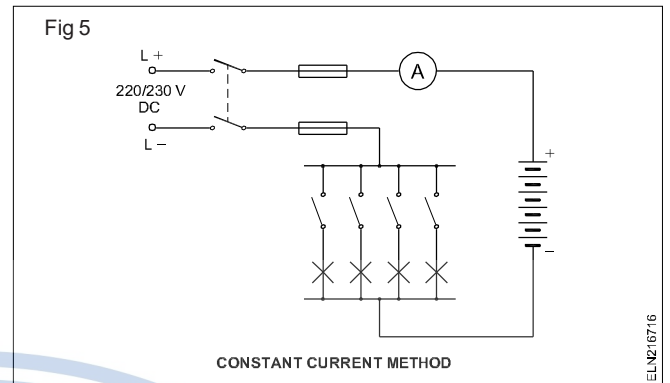 Fig 5
L +
220/230 V
DC
L –
A
+
–
CONSTANT CURRENT METHOD
ELN216716